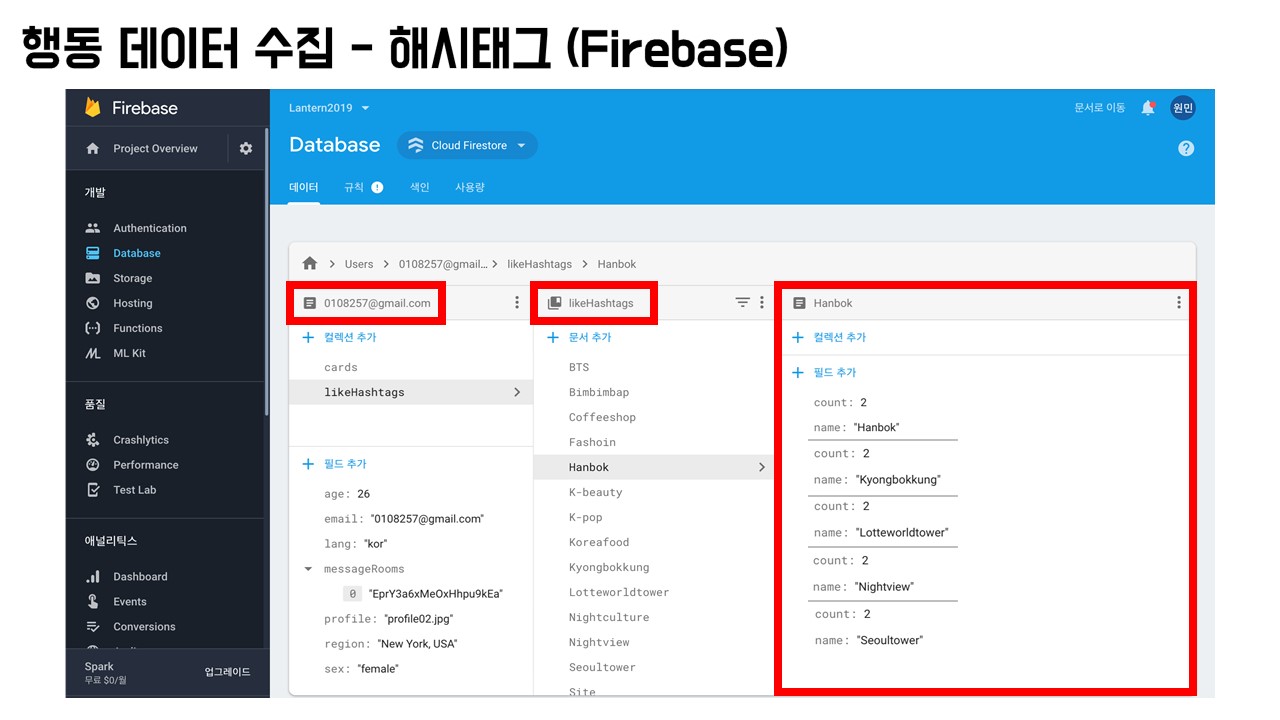 행동 데이터 수집 - 해시태그 (Firebase)
Firebase
Project Overview
개발
Authentication
Database
Storage
Hosting
Functions
ML Kit
품질
Crashlytics
Performance
Test Lab
애널리틱스
Dashboard
Events
Conversions
Spark
무료 $0/월
업그레이드
Lantern2019
문서로 이동
원민
Database
Cloud Firestore
데이터 규칙 색인 사용량
Users > 0108257@gmail... > likeHashtags > Hanbok
0108257@gmail.com
컬렉션 추가
cards
likeHashtags
필드 추가
age: 26
email: "0108257@gmail.com"
lang: "kor"
messageRooms
0 "EprY3a6xMeOxHhpu9kEa"
profile: "profile02.jpg"
region: "New York, USA"
sex: "female"
likeHashtags
문서 추가
BTS
Bimbimbap
Coffeeshop
Fashoin
Hanbok
K-beauty
K-pop
Koreafood
Kyongbokkung
Lotteworldtower
Nightculture
Nightview
Seoultower
Site
Hanbok
컬렉션 추가
필드 추가
count: 2
name: "Hanbok"
count: 2
name: "Kyongbokkung"
count: 2
name: "Lotteworldtower"
count: 2
name: "Nightview"
count: 2
name: "Seoultower"